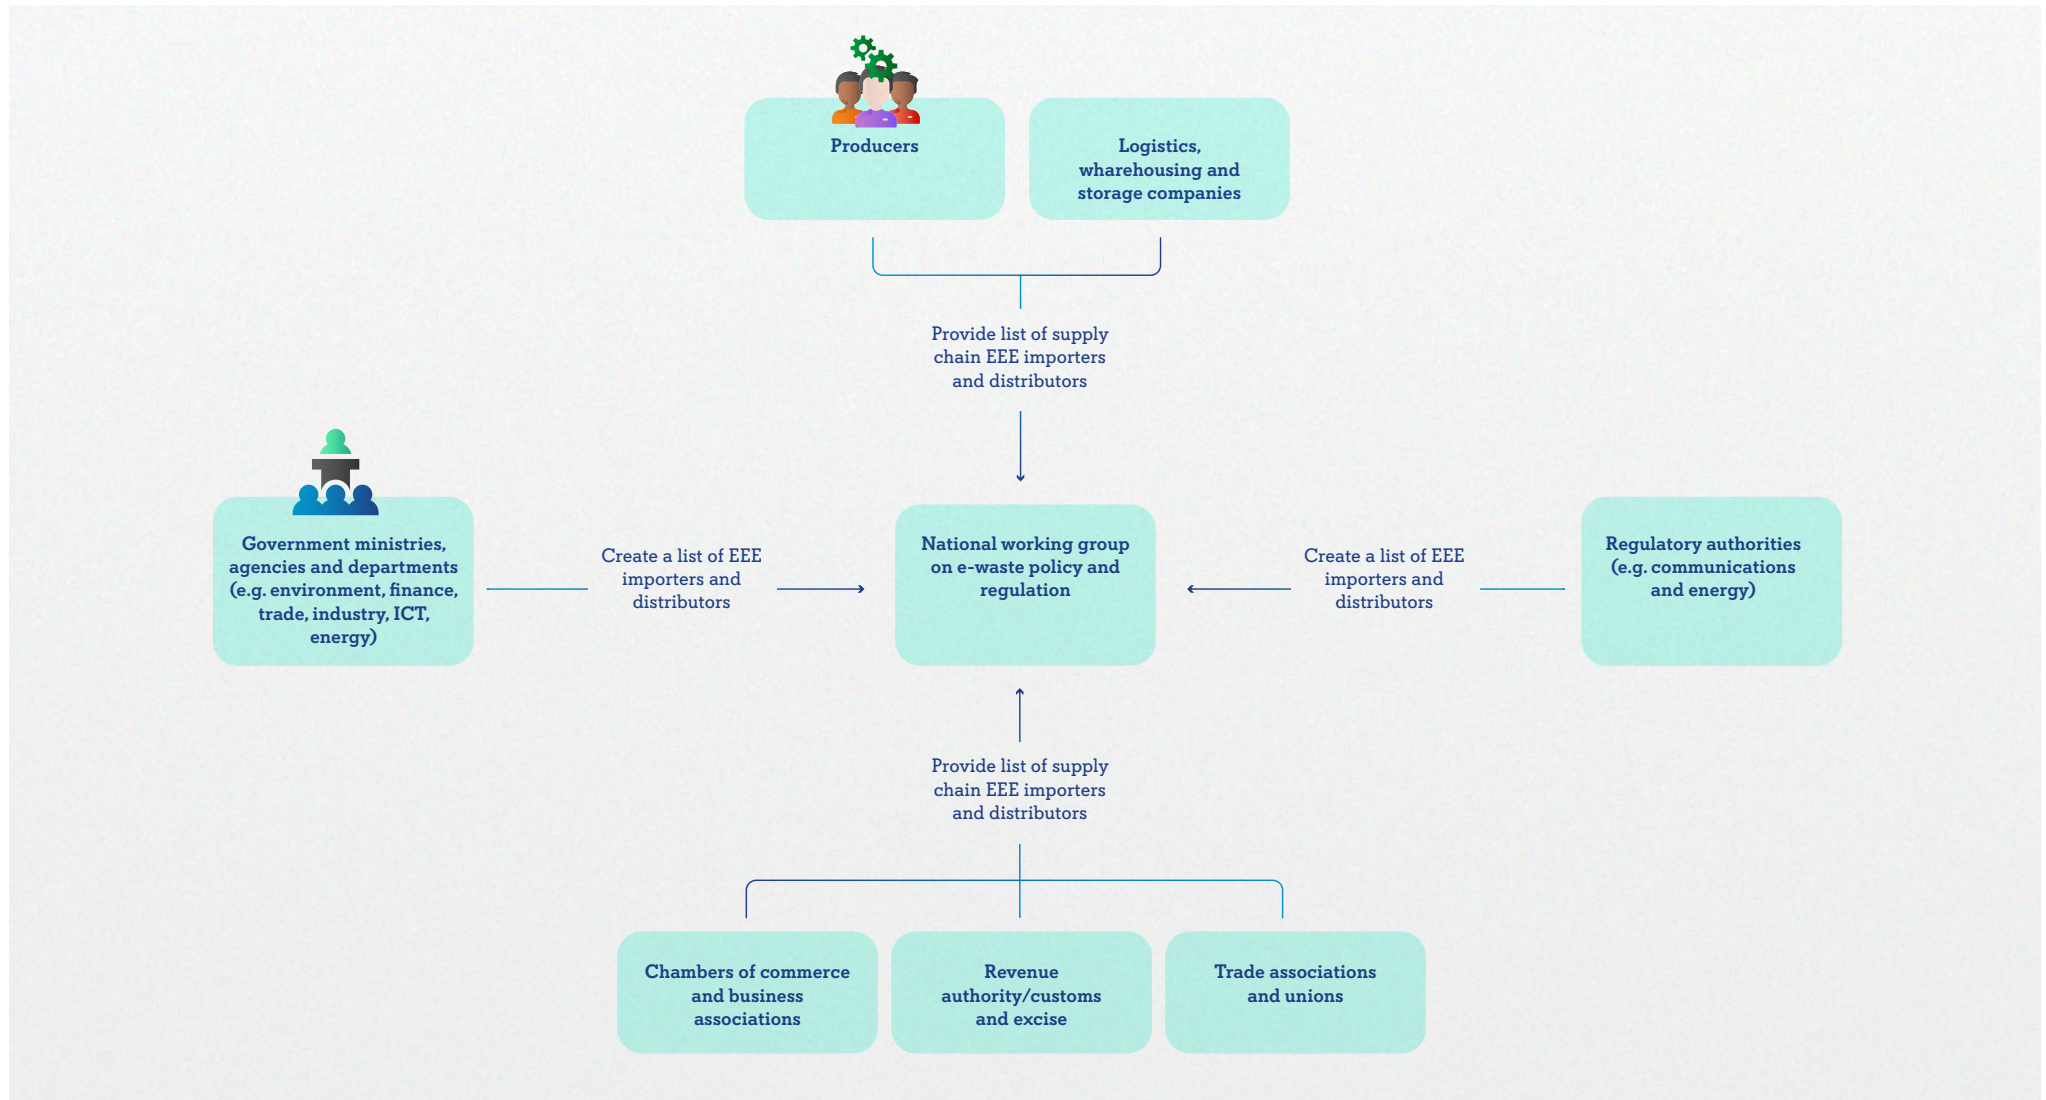 Producers
Logistics,
wharehousing and
storage companies
Provide list of supply
chain EEE importers
and distributors
Government ministries,
agencies and departments
(e.g. environment, finance,
trade, industry, ICT,
energy)
Create a list of EEE
importers and
distributors
National working group
on e-waste policy and
regulation
Create a list of EEE
importers and
distributors
Regulatory authorities
(e.g. communications
and energy)
Provide list of supply
chain EEE importers
and distributors
Chambers of commerce
and business
associations
Revenue
authority/customs
and excise
Trade associations
and unions